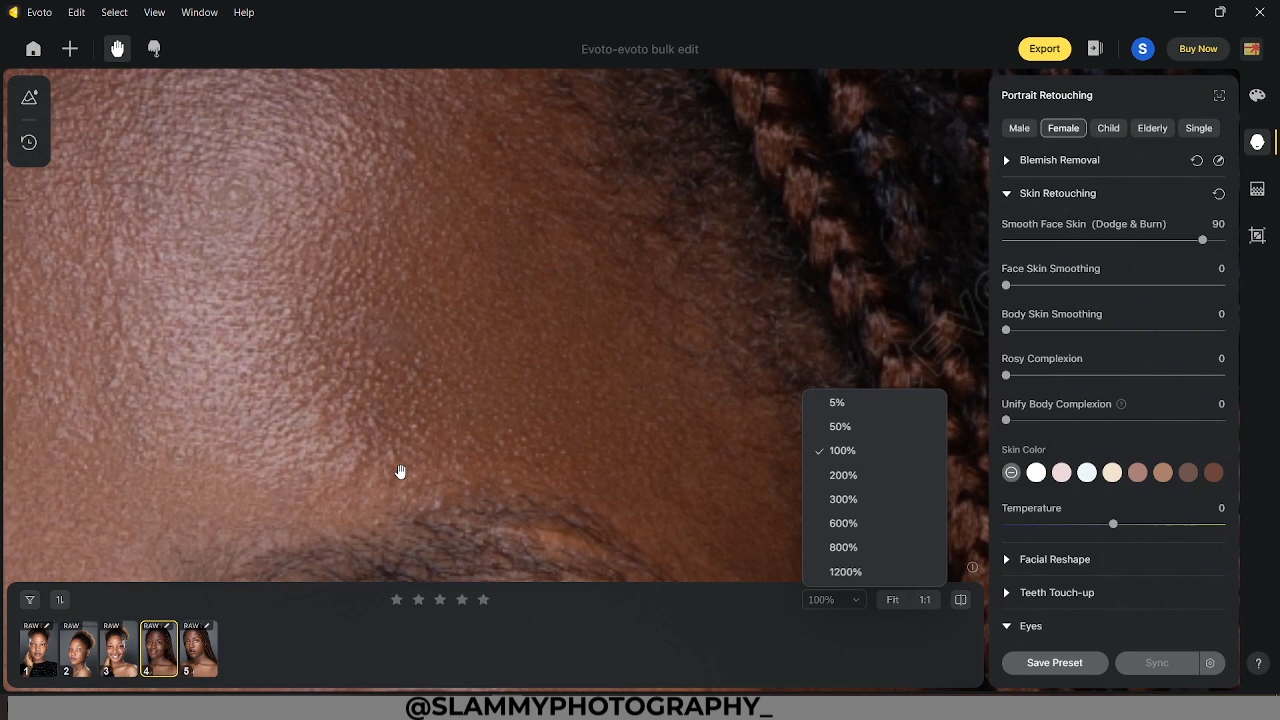 Evoto Edit Select View Window Help
Evoto-evoto bulk edit
Export
S
Buy Now
Portrait Retouching
Male Female Child Elderly Single
Blemish Removal
Skin Retouching
Smooth Face Skin (Dodge & Burn) 90
Face Skin Smoothing 0
Body Skin Smoothing 0
Rosy Complexion 0
Unify Body Complexion ? 0
Skin Color
Temperature 0
Facial Reshape
Teeth Touch-up
Eyes
Save Preset Sync
?
5%
50%
100%
200%
300%
600%
800%
1200%
100% Fit 1:1
RAW RAW RAW RAW RAW
1 2 3 4 5
@SLAMMYPHOTOGRAPHY_